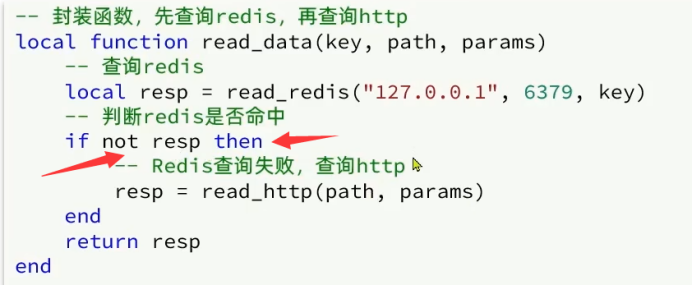 -- 封装函数，先查询redis，再查询http
local function read_data(key, path, params)
    -- 查询redis
    local resp = read_redis("127.0.0.1", 6379, key)
    -- 判断redis是否命中
    if not resp then
        -- Redis查询失败，查询http
        resp = read_http(path, params)
    end
    return resp
end